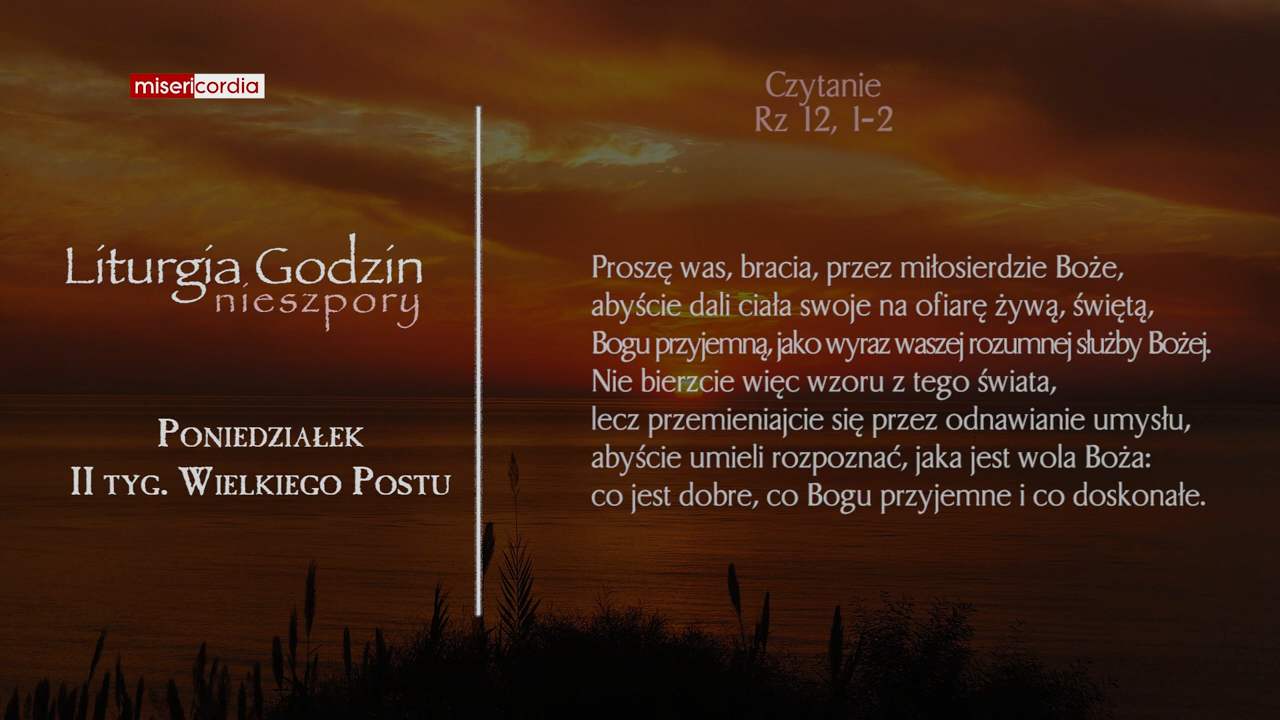 misericordia
Liturgia Godzin
nieszpory
Poniedziałek
II tyg. Wielkiego Postu
Czytanie
Rz 12, 1-2
Proszę was, bracia, przez miłosierdzie Boże,
abyście dali ciała swoje na ofiarę żywą, świętą,
Bogu przyjemną, jako wyraz waszej rozumnej służby Bożej.
Nie bierzcie więc wzoru z tego świata,
lecz przemieniajcie się przez odnawianie umysłu,
abyście umieli rozpoznać, jaka jest wola Boża:
co jest dobre, co Bogu przyjemne i co doskonałe.